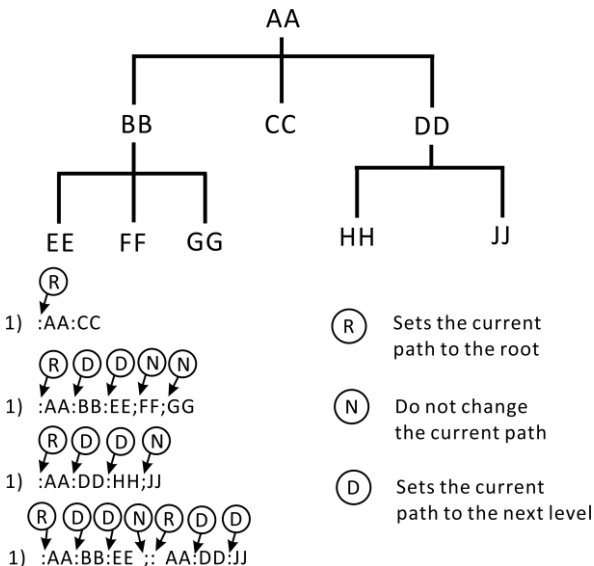 AA
BB CC DD
EE FF GG HH JJ
R
1) :AA:CC
R D D N N
1) :AA:BB:EE;FF;GG
R D D N
1) :AA:DD:HH;JJ
R D D N R D D
1) :AA:BB:EE ;: AA:DD:JJ
R Sets the current
path to the root
N Do not change
the current path
D Sets the current
path to the next level